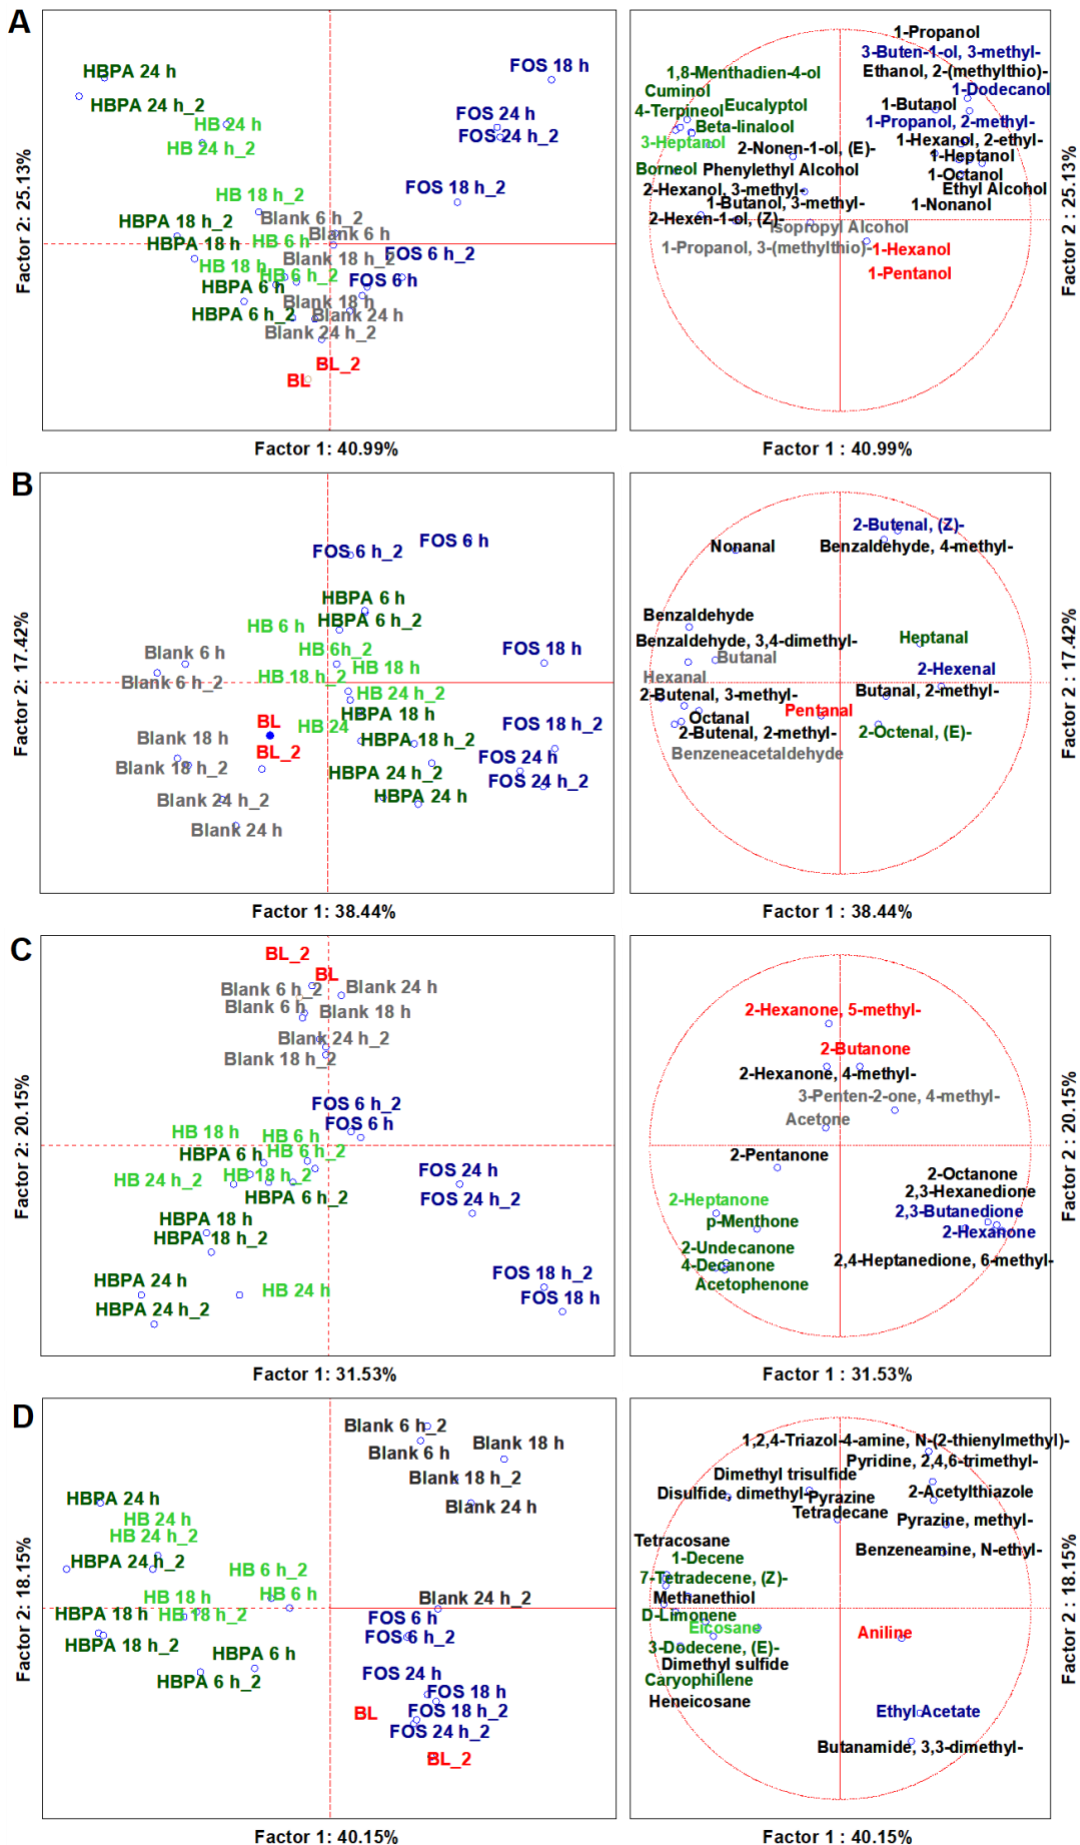 A
HBPA 24 h
HBPA 24 h_2
HB 24 h
HB 24 h_2
FOS 18 h
FOS 24 h
FOS 24 h_2
FOS 18 h_2
HB 18 h_2
Blank 6 h_2
HBPA 18 h_2
Blank 6 h
HBPA 18 h
HB 6 h
FOS 6 h_2
Blank 18 h_2
HB 18 h
HB 6 h_2
FOS 6 h
HBPA 6 h
Blank 18 h
HBPA 6 h_2
Blank 24 h
Blank 24 h_2
BL_2
BL
Factor 2: 25.13%
Factor 1: 40.99%
1-Propanol
3-Buten-1-ol, 3-methyl-
Ethanol, 2-(methylthio)-
1,8-Menthadien-4-ol
Cuminol
1-Dodecanol
4-Terpineol
Eucalyptol
1-Butanol
1-Propanol, 2-methyl-
Beta-linalool
3-Heptanol
1-Hexanol, 2-ethyl-
2-Nonen-1-ol, (E)-
1-Heptanol
Borneol
Phenylethyl Alcohol
1-Octanol
2-Hexanol, 3-methyl-
Ethyl Alcohol
1-Butanol, 3-methyl-
1-Nonanol
2-Hexen-1-ol, (Z)-
Isopropyl Alcohol
1-Propanol, 3-(methylthio)-
1-Hexanol
1-Pentanol
Factor 2 : 25.13%
Factor 1 : 40.99%
B
FOS 6 h
FOS 6 h_2
HBPA 6 h
HBPA 6 h_2
HB 6 h
Blank 6 h
HB 6h_2
FOS 18 h
HB 18 h
Blank 6 h_2
HB 18 h_2
HB 24 h_2
HBPA 18 h
BL
HB 24
FOS 18 h_2
Blank 18 h
HBPA 18 h_2
BL_2
FOS 24 h
Blank 18 h_2
HBPA 24 h_2
FOS 24 h_2
Blank 24 h_2
HBPA 24 h
Blank 24 h
Factor 2: 17.42%
Factor 1: 38.44%
2-Butenal, (Z)-
Nonanal
Benzaldehyde, 4-methyl-
Benzaldehyde
Benzaldehyde, 3,4-dimethyl-
Heptanal
Butanal
2-Hexenal
Hexanal
2-Butenal, 3-methyl-
Butanal, 2-methyl-
Pentanal
Octanal
2-Butenal, 2-methyl-
2-Octenal, (E)-
Benzeneacetaldehyde
Factor 2 : 17.42%
Factor 1 : 38.44%
C
BL_2
BL
Blank 6 h_2
Blank 24 h
Blank 6 h
Blank 18 h
Blank 24 h_2
Blank 18 h_2
FOS 6 h_2
FOS 6 h
HB 18 h
HB 6 h
HBPA 6 h
HB 6 h_2
HB 24 h_2
HB 18 h_2
FOS 24 h
HBPA 6 h_2
FOS 24 h_2
HBPA 18 h
HBPA 18 h_2
HBPA 24 h
HB 24 h
FOS 18 h_2
HBPA 24 h_2
FOS 18 h
Factor 2: 20.15%
Factor 1: 31.53%
2-Hexanone, 5-methyl-
2-Butanone
2-Hexanone, 4-methyl-
3-Penten-2-one, 4-methyl-
Acetone
2-Pentanone
2-Octanone
2,3-Hexanedione
2-Heptanone
2,3-Butanedione
p-Menthone
2-Hexanone
2-Undecanone
2,4-Heptanedione, 6-methyl-
4-Decanone
Acetophenone
Factor 2 : 20.15%
Factor 1 : 31.53%
D
Blank 6 h_2
Blank 18 h
Blank 6 h
Blank 18 h_2
HBPA 24 h
Blank 24 h
HB 24 h
HB 24 h_2
HBPA 24 h_2
HB 6 h_2
HB 18 h
HB 6 h
Blank 24 h_2
HBPA 18 h
HB 18 h_2
FOS 6 h
HBPA 18 h_2
FOS 6 h_2
HBPA 6 h
HBPA 6 h_2
FOS 24 h
FOS 18 h
BL
FOS 18 h_2
FOS 24 h_2
BL_2
Factor 2: 18.15%
Factor 1: 40.15%
1,2,4-Triazol-4-amine, N-(2-thienylmethyl)-
Pyridine, 2,4,6-trimethyl-
Dimethyl trisulfide
Disulfide, dimethyl-
Pyrazine
2-Acetylthiazole
Tetradecane
Pyrazine, methyl-
Tetracosane
Benzeneamine, N-ethyl-
1-Decene
7-Tetradecene, (Z)-
Methanethiol
D-Limonene
Eicosane
Aniline
3-Dodecene, (E)-
Dimethyl sulfide
Caryophillene
Heneicosane
Ethyl Acetate
Butanamide, 3,3-dimethyl-
Factor 2 : 18.15%
Factor 1 : 40.15%